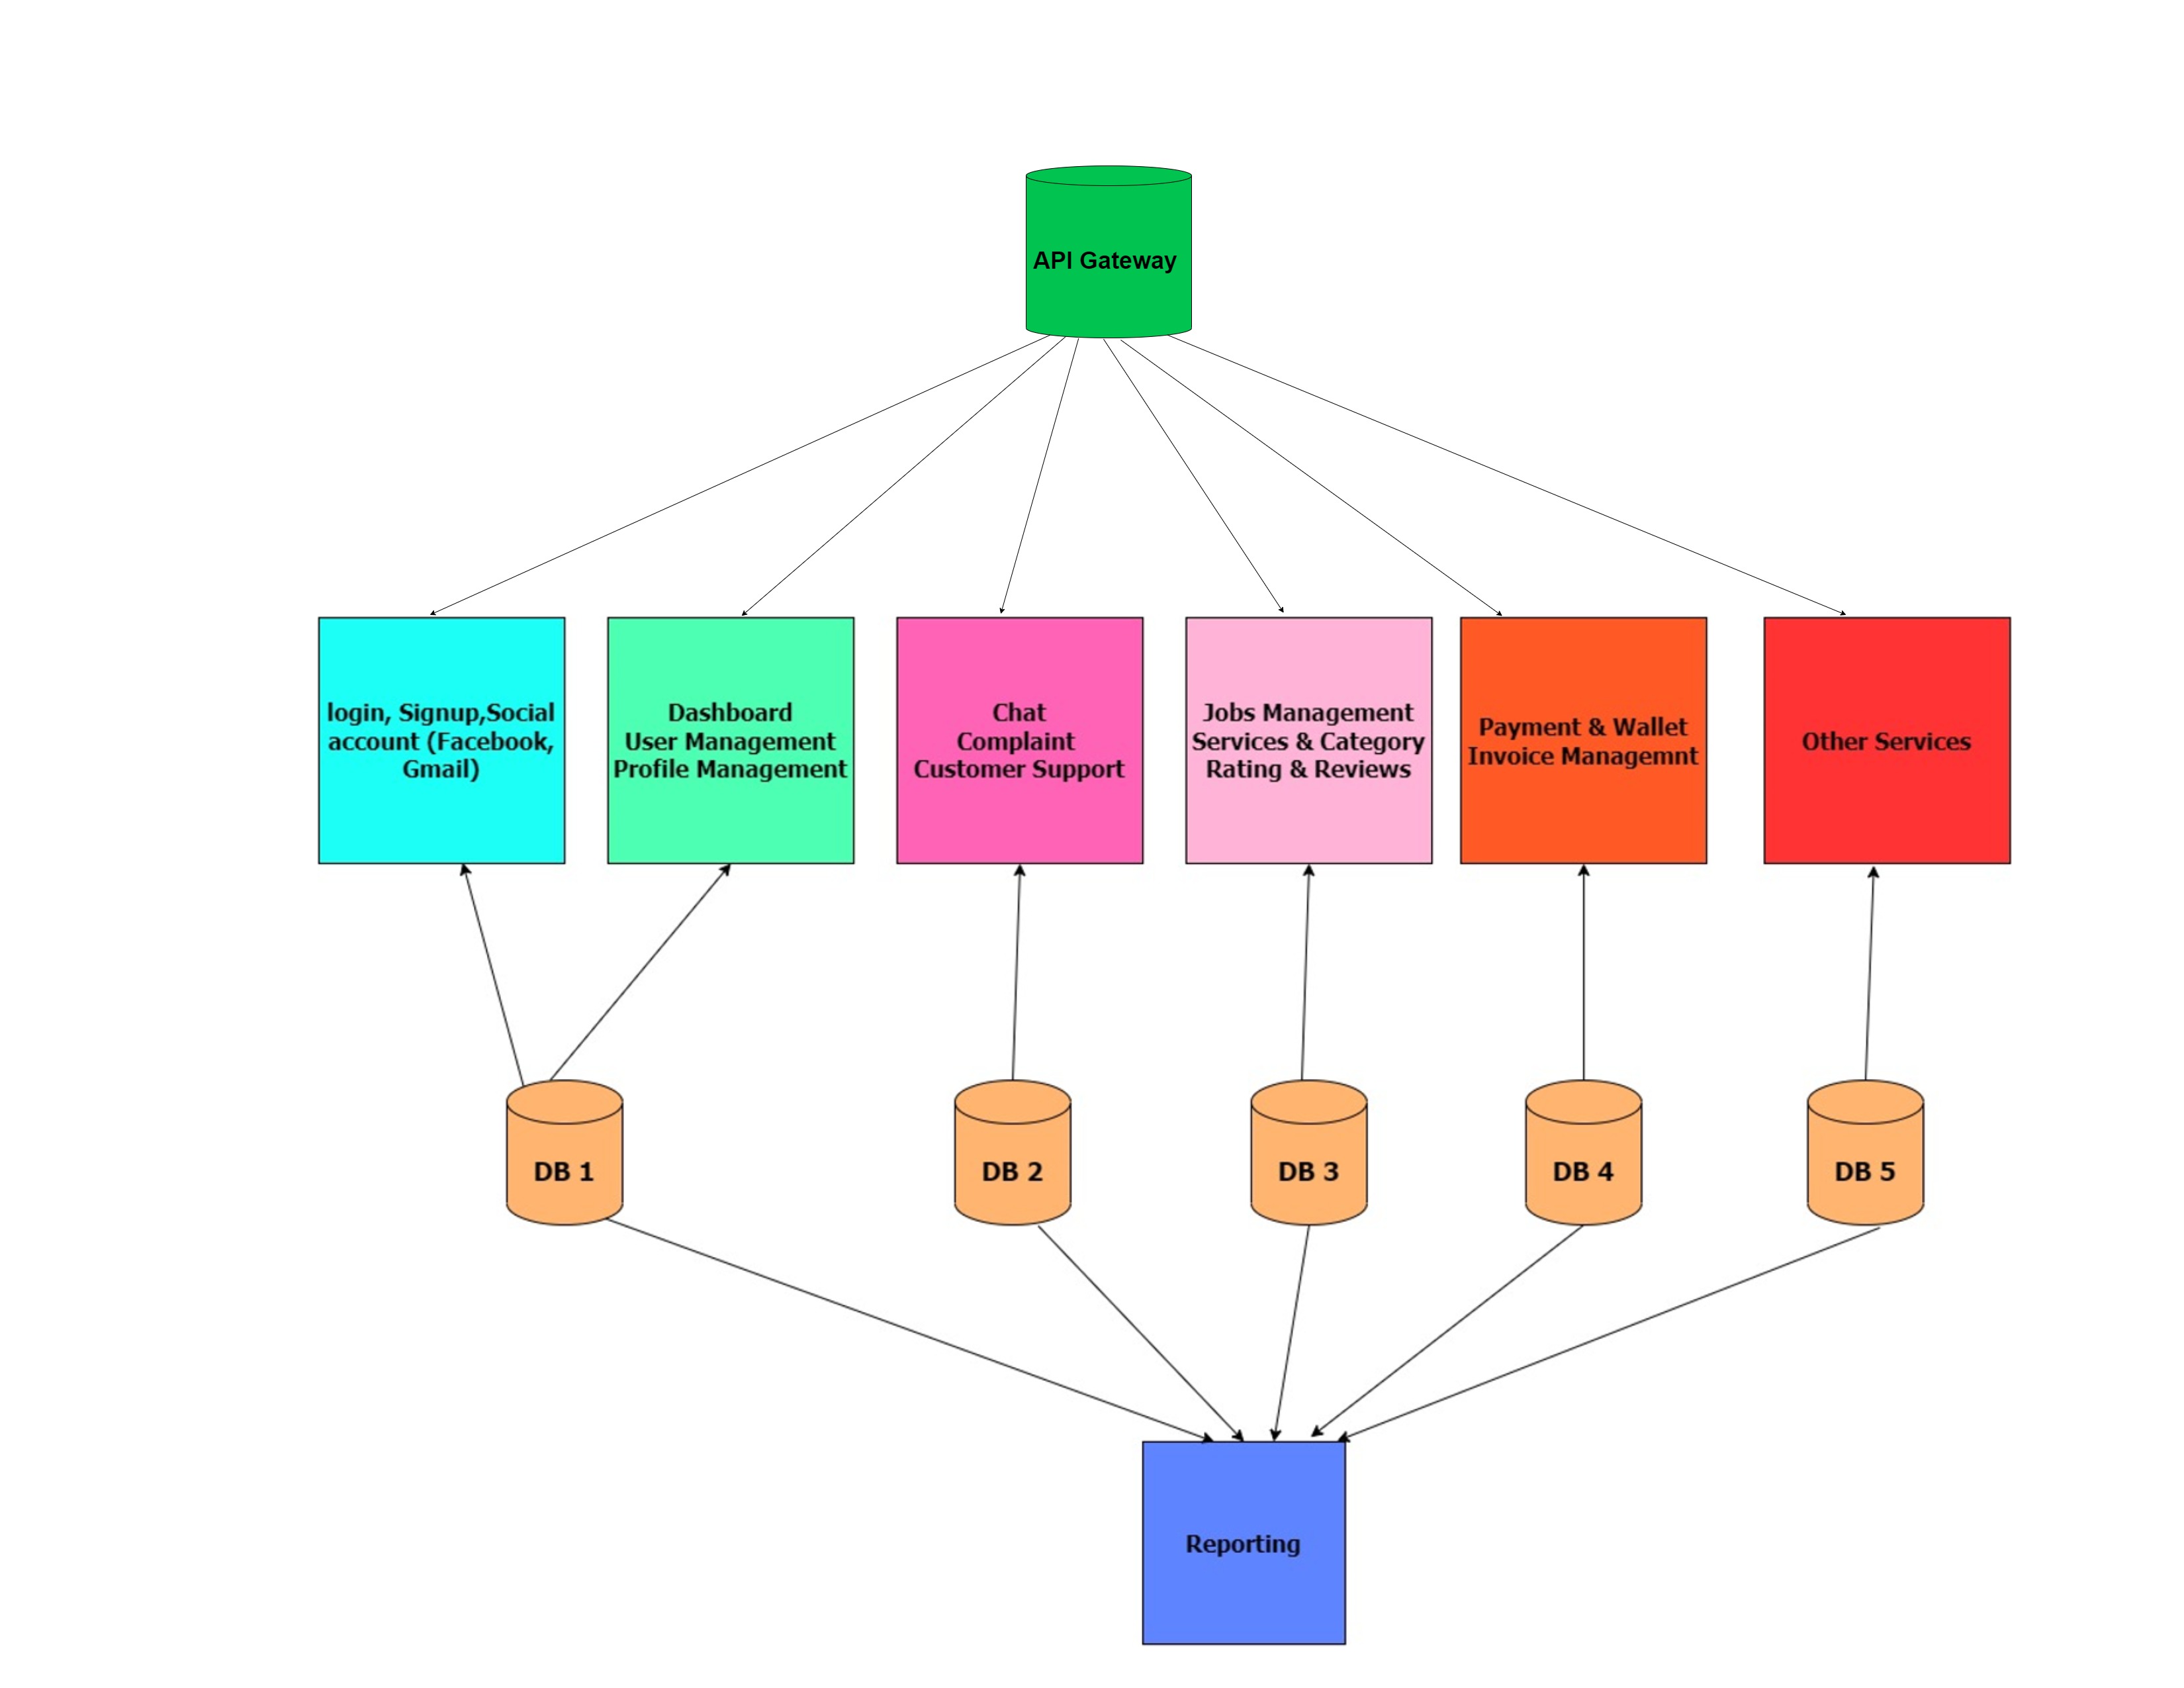 API Gateway
login, Signup,Social
account (Facebook,
Gmail)
Dashboard
User Management
Profile Management
Chat
Complaint
Customer Support
Jobs Management
Services & Category
Rating & Reviews
Payment & Wallet
Invoice Managemnt
Other Services
DB 1
DB 2
DB 3
DB 4
DB 5
Reporting